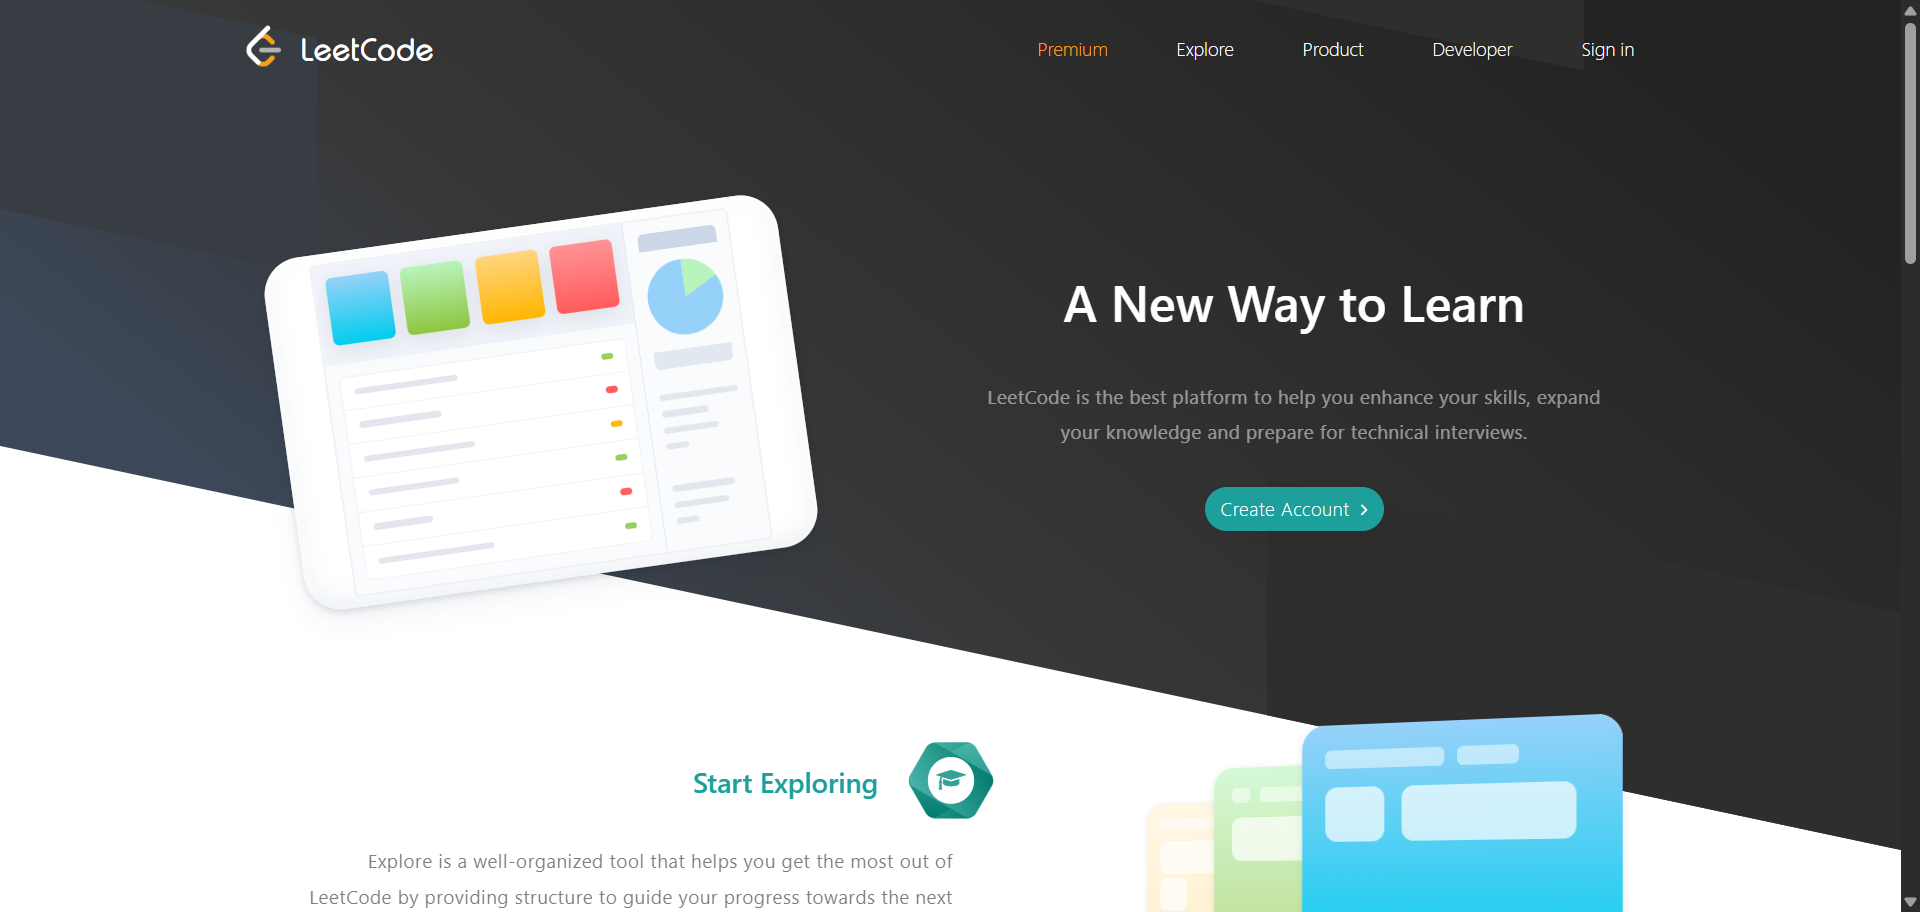 LeetCode
Premium
Explore
Product
Developer
Sign in
A New Way to Learn
LeetCode is the best platform to help you enhance your skills, expand
your knowledge and prepare for technical interviews.
Create Account
Start Exploring
Explore is a well-organized tool that helps you get the most out of
LeetCode by providing structure to guide your progress towards the next